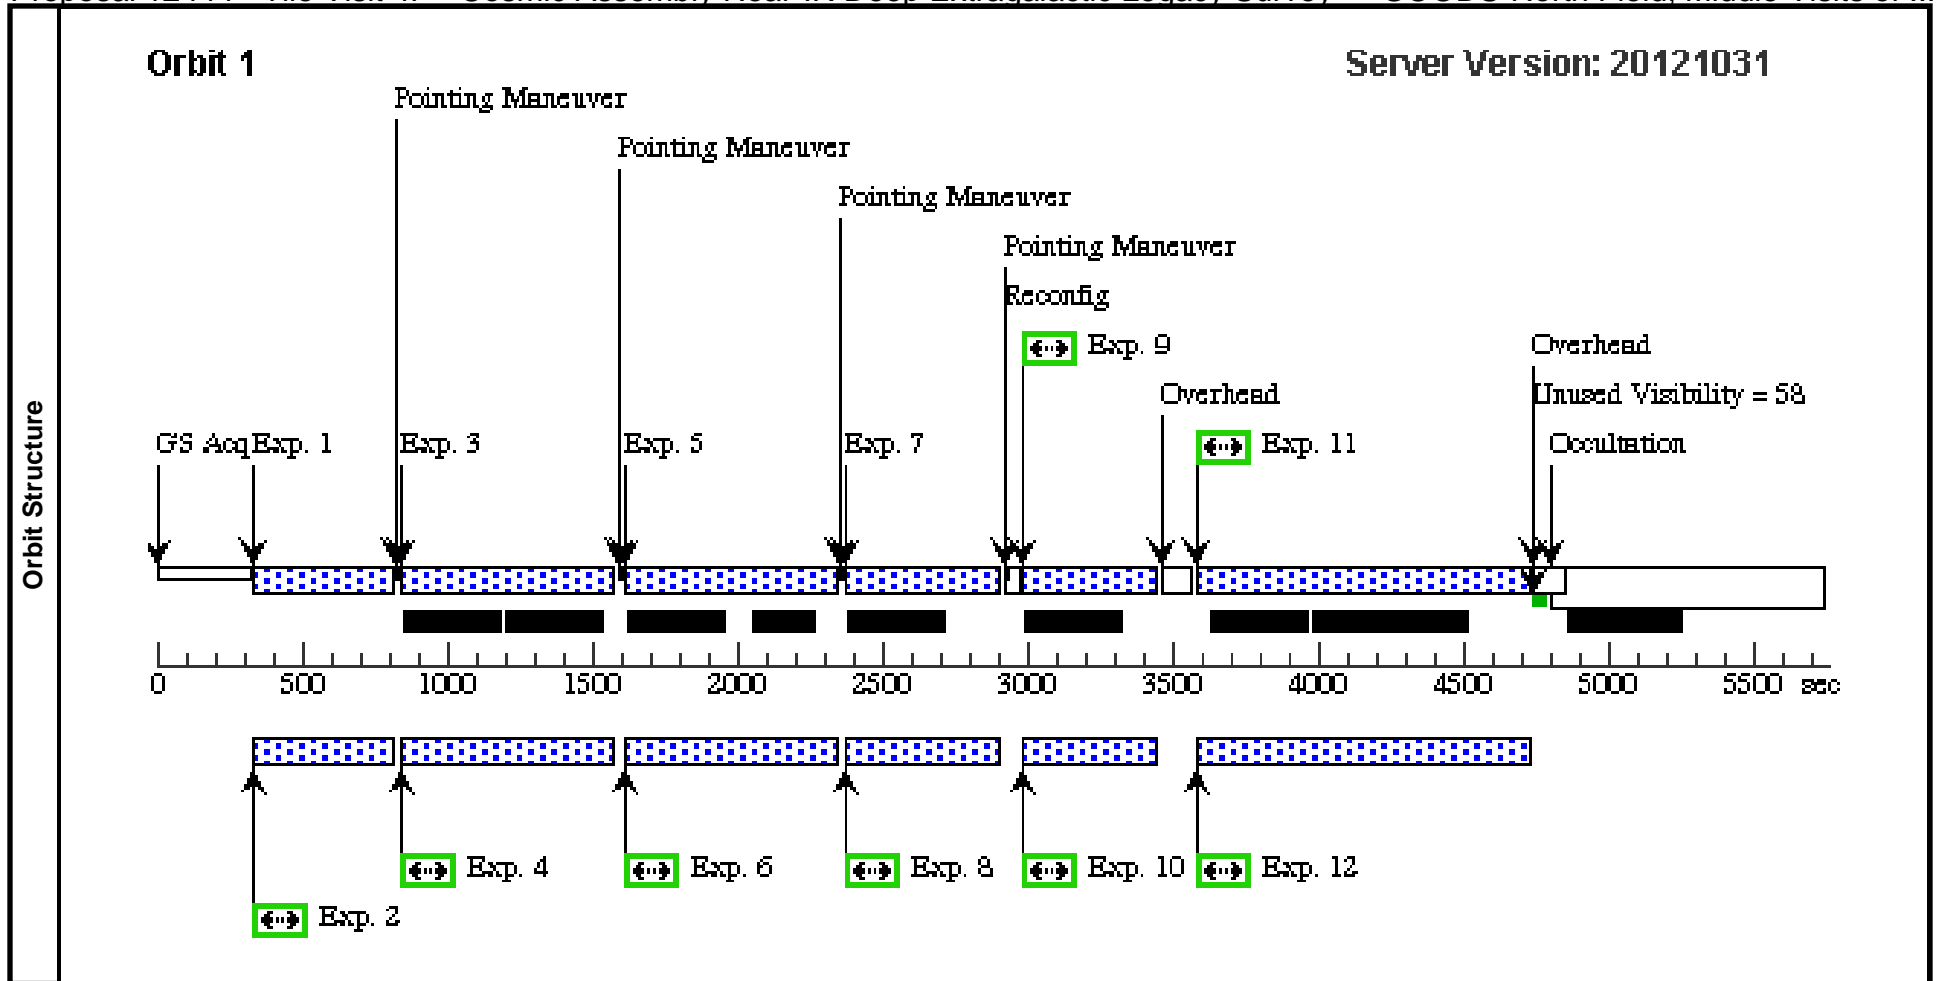 Orbit 1
Server Version: 20121031
Pointing Maneuver
Pointing Maneuver
Pointing Maneuver
Pointing Maneuver
Reconfig
Exp. 9
Overhead
Overhead
Unused Visibility = 58
GS Acq
Exp. 1
Exp. 3
Exp. 5
Exp. 7
Exp. 11
Occultation
Orbit Structure
0 500 1000 1500 2000 2500 3000 3500 4000 4500 5000 5500 sec
Exp. 4
Exp. 6
Exp. 8
Exp. 10
Exp. 12
Exp. 2